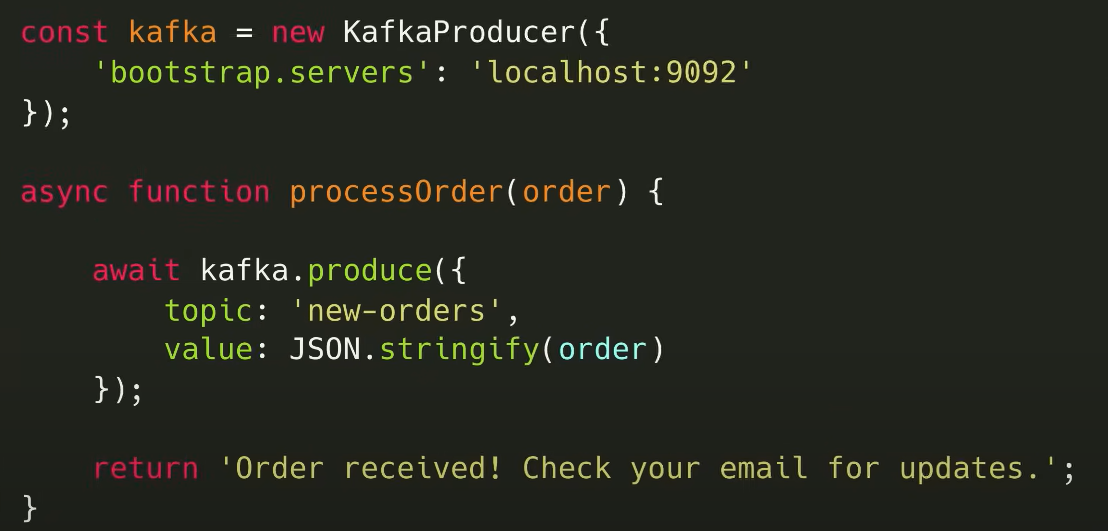 const kafka = new KafkaProducer({
    'bootstrap.servers': 'localhost:9092'
});

async function processOrder(order) {

    await kafka.produce({
        topic: 'new-orders',
        value: JSON.stringify(order)
    });

    return 'Order received! Check your email for updates.';
}